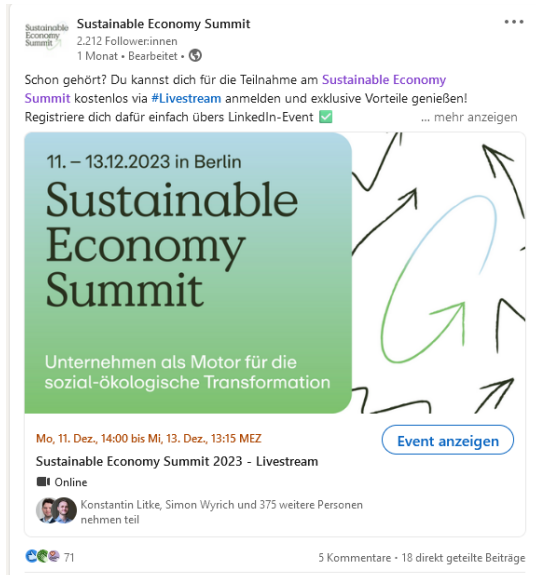 Sustainable
Economy
Summit
Sustainable Economy Summit
2.212 Follower:innen
1 Monat • Bearbeitet •
Schon gehört? Du kannst dich für die Teilnahme am Sustainable Economy
Summit kostenlos via #Livestream anmelden und exklusive Vorteile genießen!
Registriere dich dafür einfach übers LinkedIn-Event ✅
... mehr anzeigen
11. – 13.12.2023 in Berlin
Sustainable
Economy
Summit
Unternehmen als Motor für die
sozial-ökologische Transformation
Mo, 11. Dez., 14:00 bis Mi, 13. Dez., 13:15 MEZ
Event anzeigen
Sustainable Economy Summit 2023 - Livestream
Online
Konstantin Litke, Simon Wyrich und 375 weitere Personen
nehmen teil
71
5 Kommentare • 18 direkt geteilte Beiträge